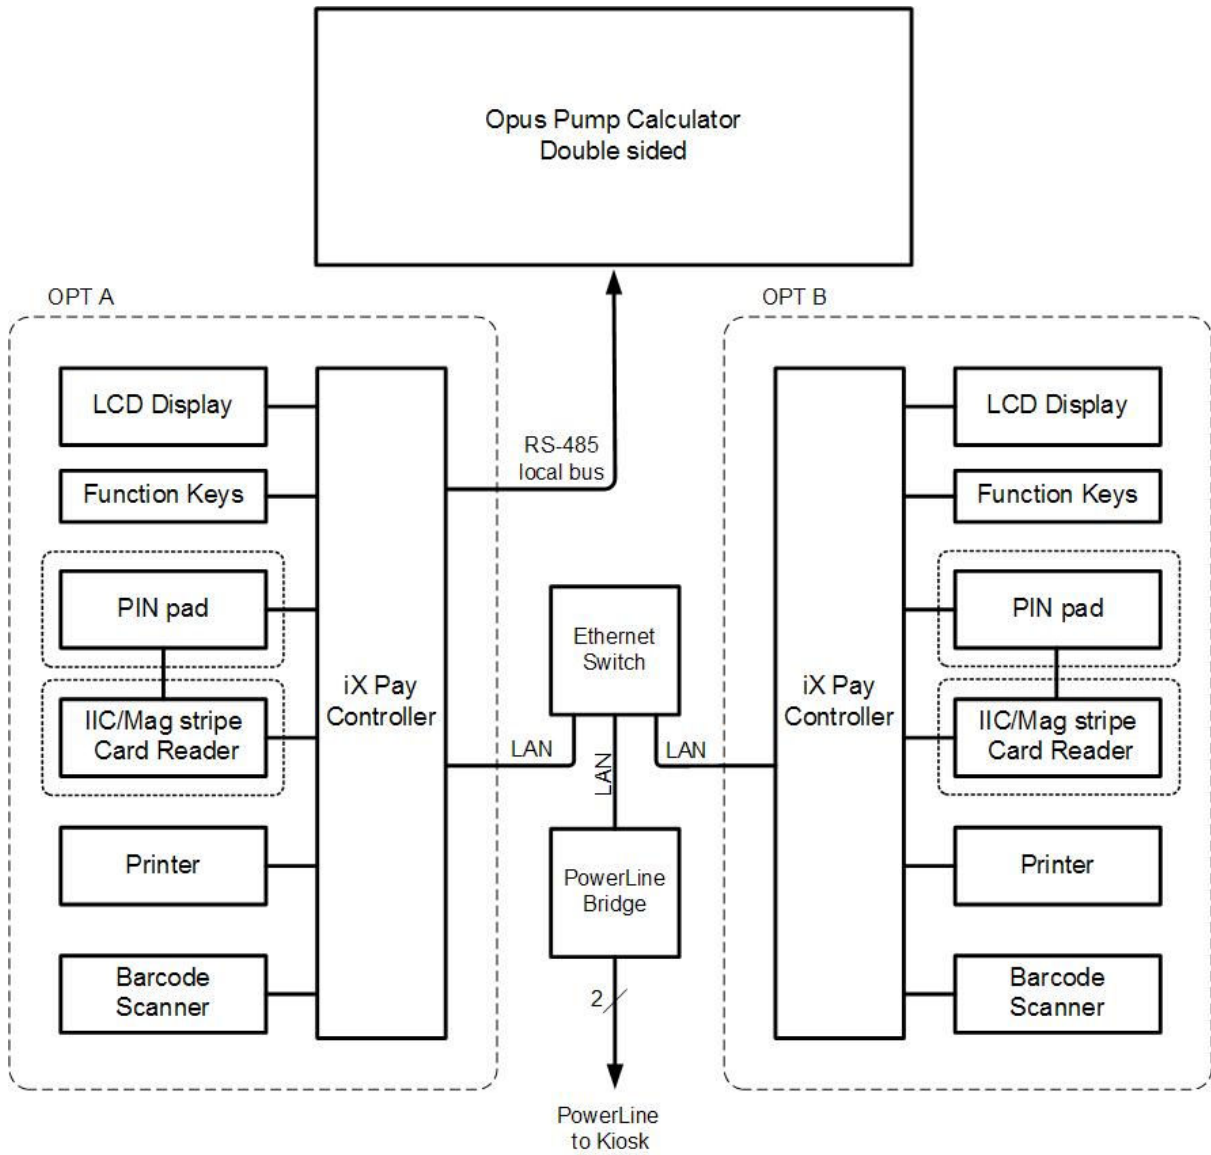 Opus Pump Calculator
Double sided
OPT A
LCD Display
Function Keys
PIN pad
IIC/Mag stripe
Card Reader
Printer
Barcode
Scanner
iX Pay
Controller
RS-485
local bus
Ethernet
Switch
LAN
LAN
LAN
PowerLine
Bridge
2
PowerLine
to Kiosk
OPT B
iX Pay
Controller
LCD Display
Function Keys
PIN pad
IIC/Mag stripe
Card Reader
Printer
Barcode
Scanner